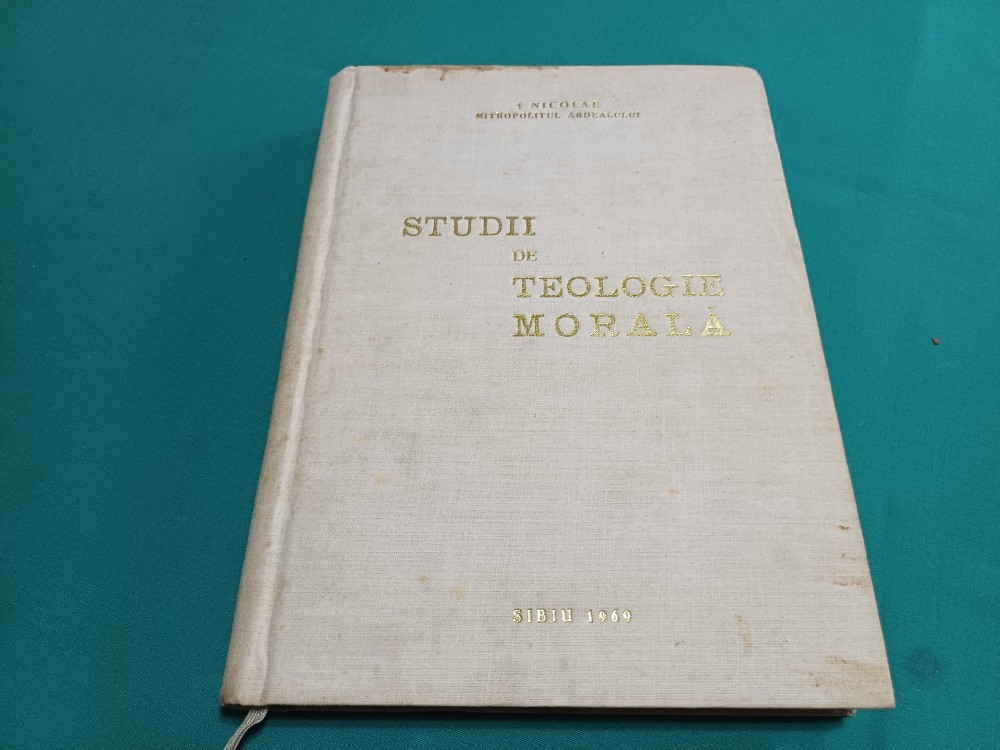 † NICOLAE
MITROPOLITUL ARDEALULUI
STUDII
DE
TEOLOGIE
MORALĂ
SIBIU 1969